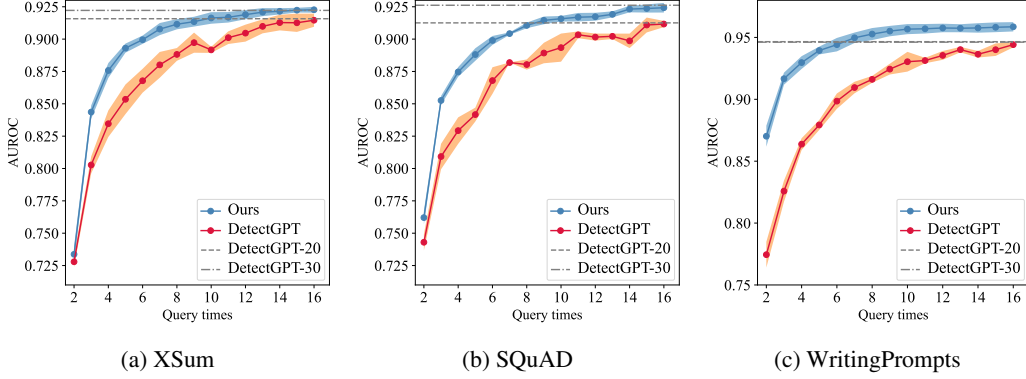 0.925
0.900
0.875
0.850
0.825
0.800
0.775
0.750
0.725
AUROC
2 4 6 8 10 12 14 16
Query times
Ours
DetectGPT
DetectGPT-20
DetectGPT-30
(a) XSum
0.925
0.900
0.875
0.850
0.825
0.800
0.775
0.750
0.725
AUROC
2 4 6 8 10 12 14 16
Query times
Ours
DetectGPT
DetectGPT-20
DetectGPT-30
(b) SQuAD
0.95
0.90
0.85
0.80
0.75
AUROC
2 4 6 8 10 12 14 16
Query times
Ours
DetectGPT
DetectGPT-20
DetectGPT-30
(c) WritingPrompts